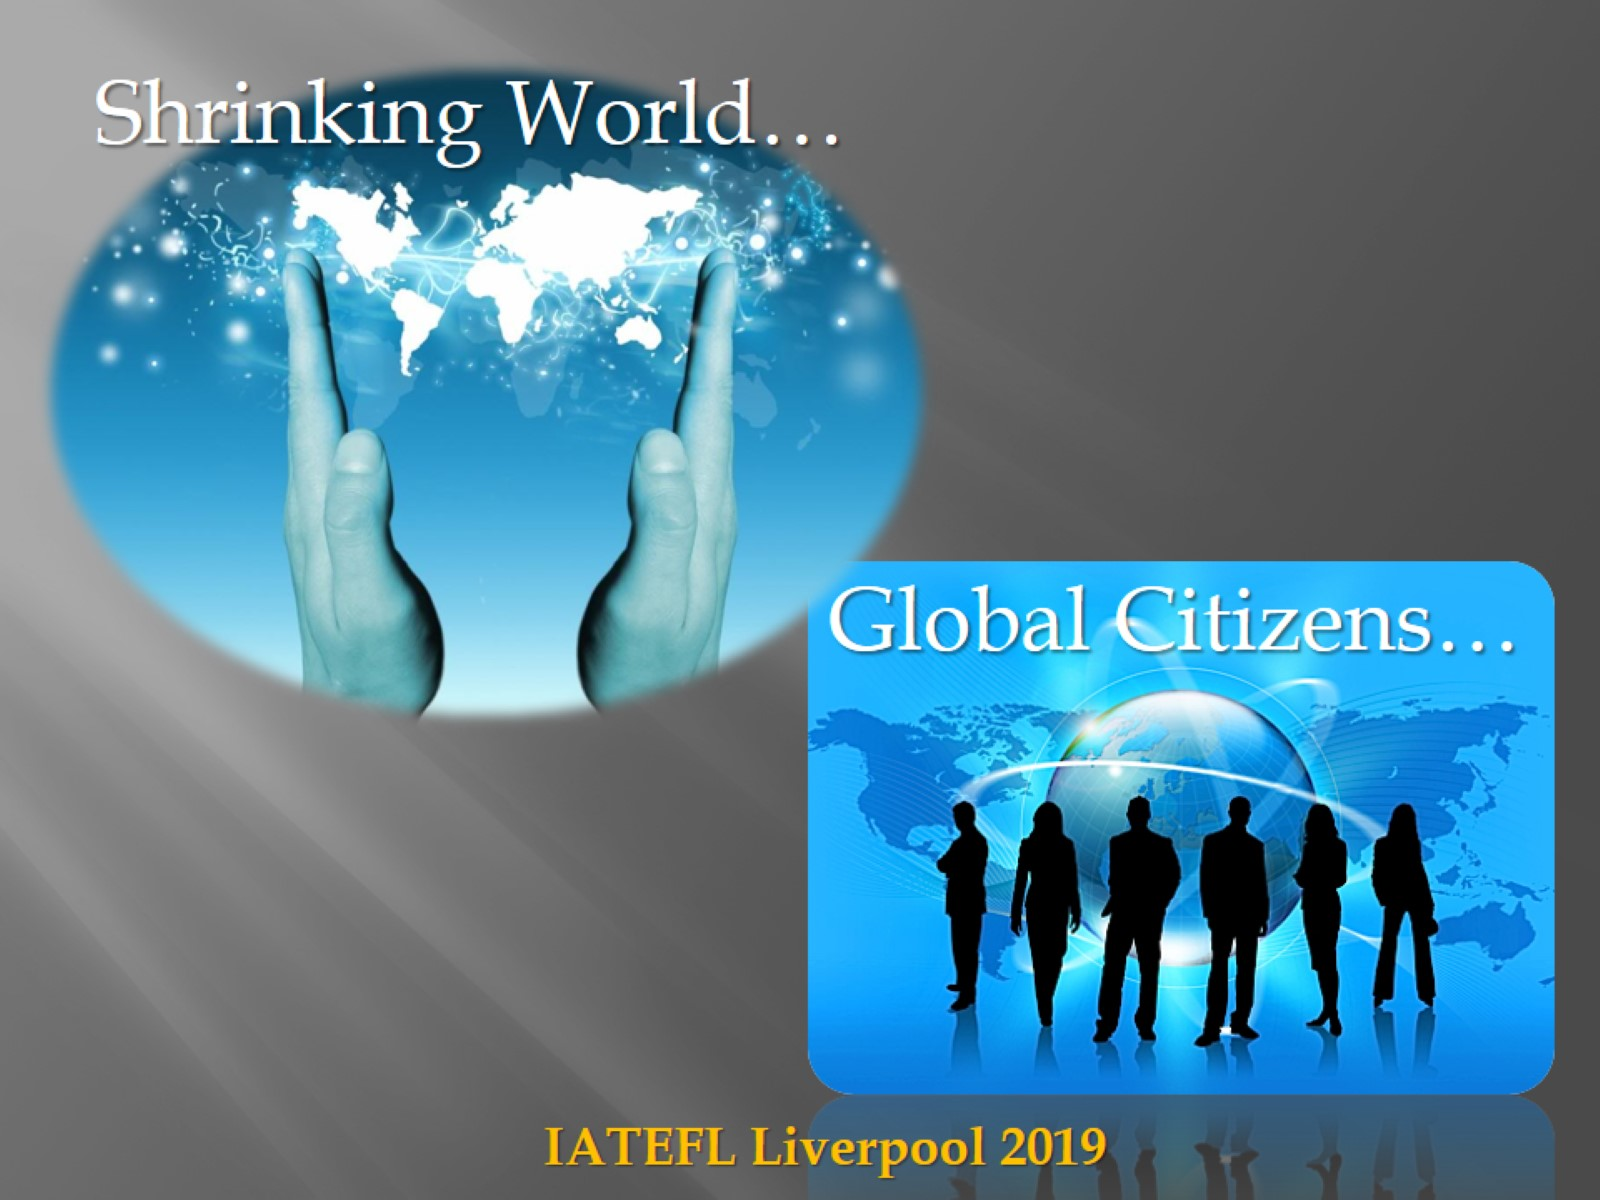 Shrinking World…
Global Citizens…
IATEFL Liverpool 2019